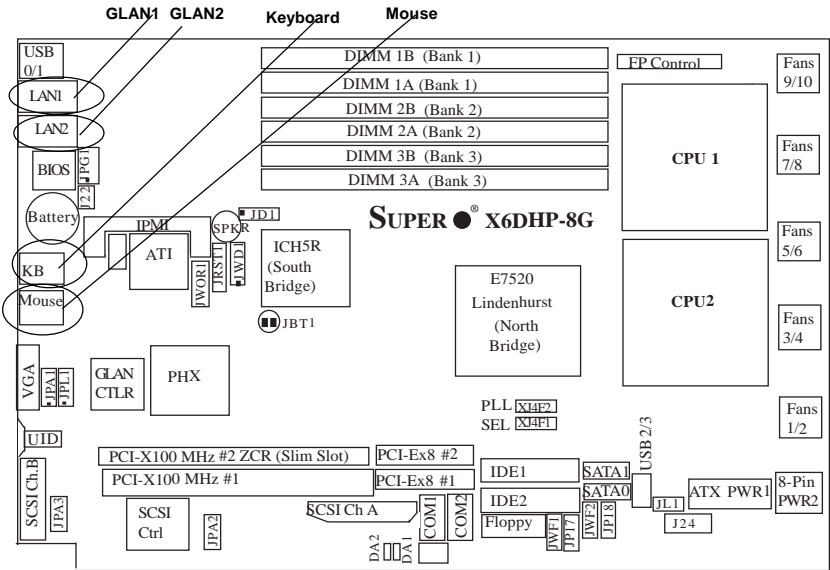 GLAN1 GLAN2 Keyboard Mouse
USB 0/1
LAN1
LAN2
BIOS
JPG1
J22
Battery
IPMI
ATI
SPKR
JD1
JWOR1
JRST1
JWD1
KB
Mouse
ICH5R
(South
Bridge)
JBT1
DIMM 1B (Bank 1)
DIMM 1A (Bank 1)
DIMM 2B (Bank 2)
DIMM 2A (Bank 2)
DIMM 3B (Bank 3)
DIMM 3A (Bank 3)
SUPER ● ® X6DHP-8G
FP Control
CPU 1
CPU2
Fans
9/10
Fans
7/8
Fans
5/6
Fans
3/4
Fans
1/2
E7520
Lindenhurst
(North
Bridge)
VGA
JPA1
JPL1
GLAN
CTLR
PHX
PLL XJ4F2
SEL XJ4F1
UID
PCI-X100 MHz #2 ZCR (Slim Slot)
PCI-X100 MHz #1
PCI-Ex8 #2
PCI-Ex8 #1
IDE1
IDE2
Floppy
SATA1
SATA0
USB 2/3
ATX PWR1
8-Pin
PWR2
JL1
J24
SCSI Ch.B
JPA3
SCSI
Ctrl
JPA2
SCSI Ch A
COM1
COM2
DA2
DA1
JWF1
JP17
JWF2
JP18